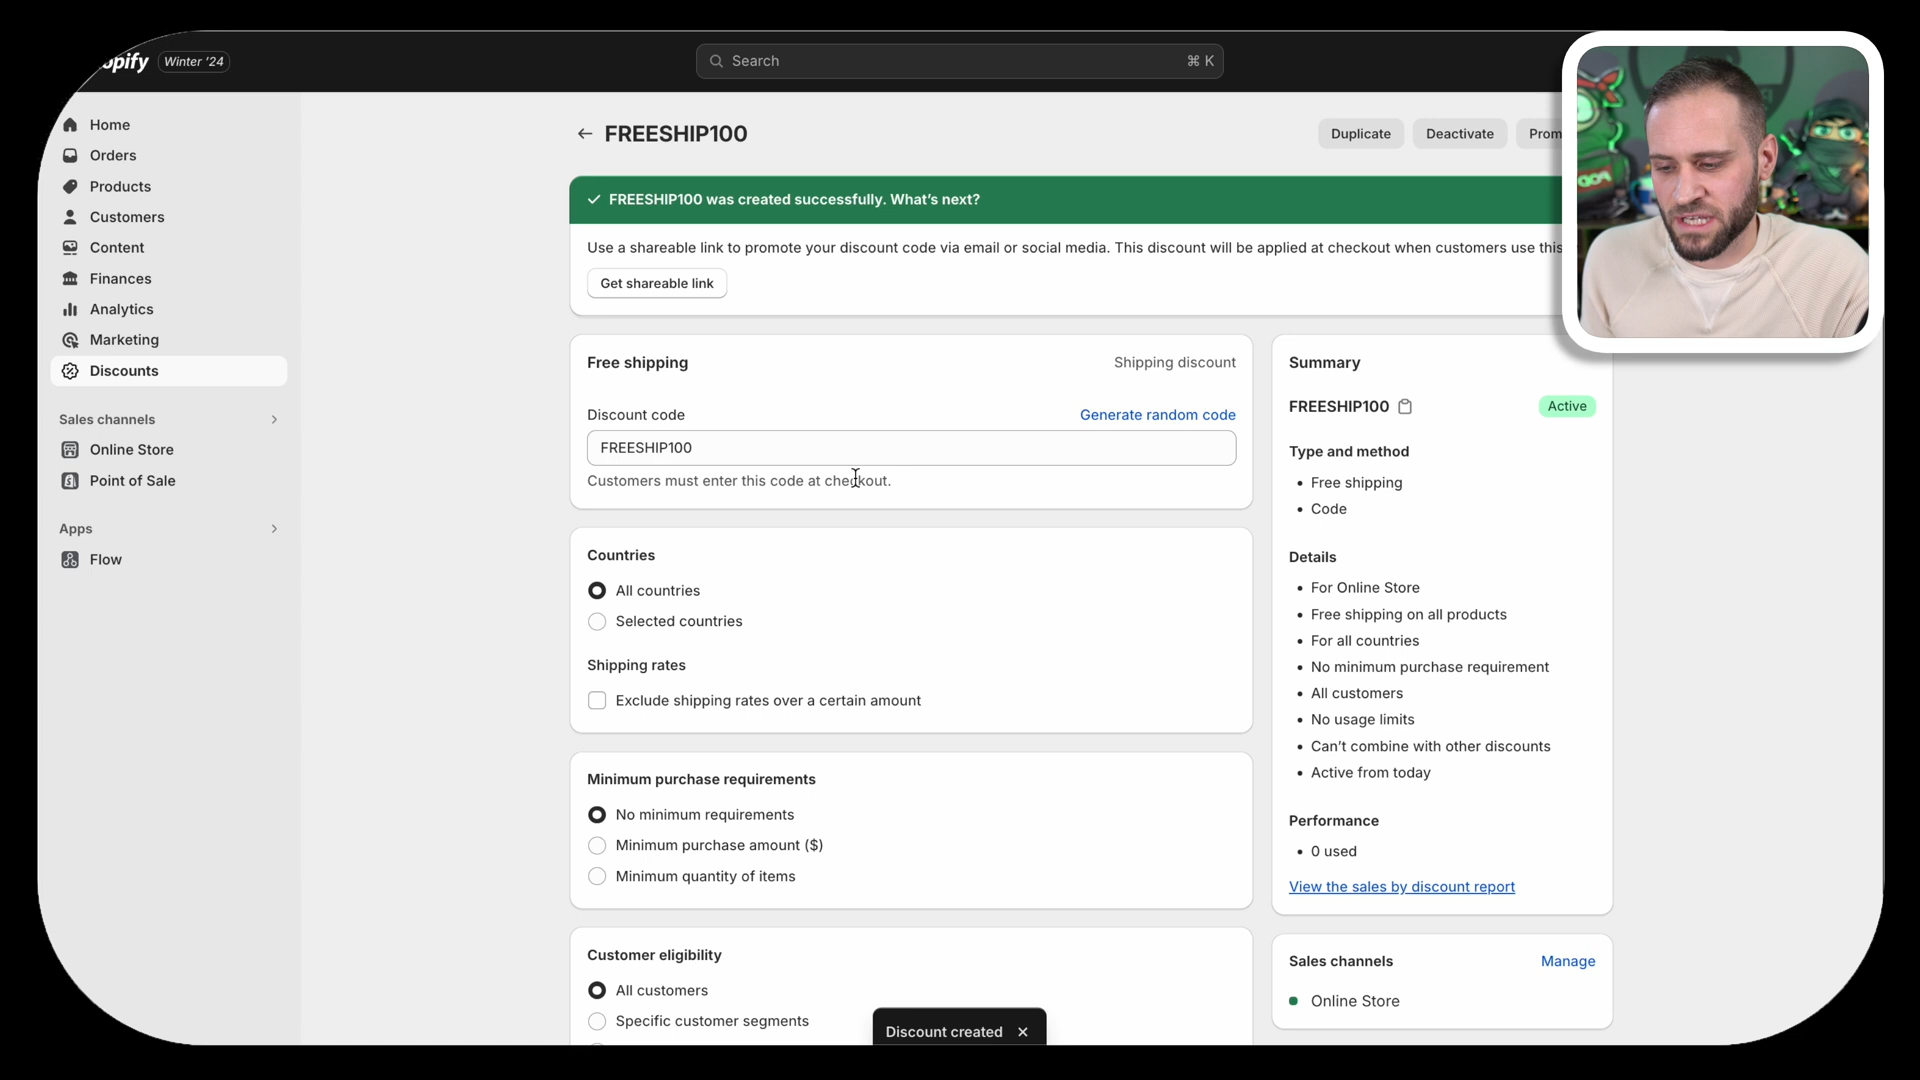 opify Winter '24
Search ⌘ K
Home
Orders
Products
Customers
Content
Finances
Analytics
Marketing
Discounts
Sales channels
Online Store
Point of Sale
Apps
Flow
FREESHIP100
Duplicate
Deactivate
Prom
FREESHIP100 was created successfully. What's next?
Use a shareable link to promote your discount code via email or social media. This discount will be applied at checkout when customers use this
Get shareable link
Free shipping
Shipping discount
Discount code
Generate random code
FREESHIP100
Customers must enter this code at checkout.
Countries
All countries
Selected countries
Shipping rates
Exclude shipping rates over a certain amount
Minimum purchase requirements
No minimum requirements
Minimum purchase amount ($)
Minimum quantity of items
Customer eligibility
All customers
Specific customer segments
Summary
FREESHIP100
Active
Type and method
• Free shipping
• Code
Details
• For Online Store
• Free shipping on all products
• For all countries
• No minimum purchase requirement
• All customers
• No usage limits
• Can't combine with other discounts
• Active from today
Performance
• 0 used
View the sales by discount report
Sales channels
Manage
Online Store
Discount created